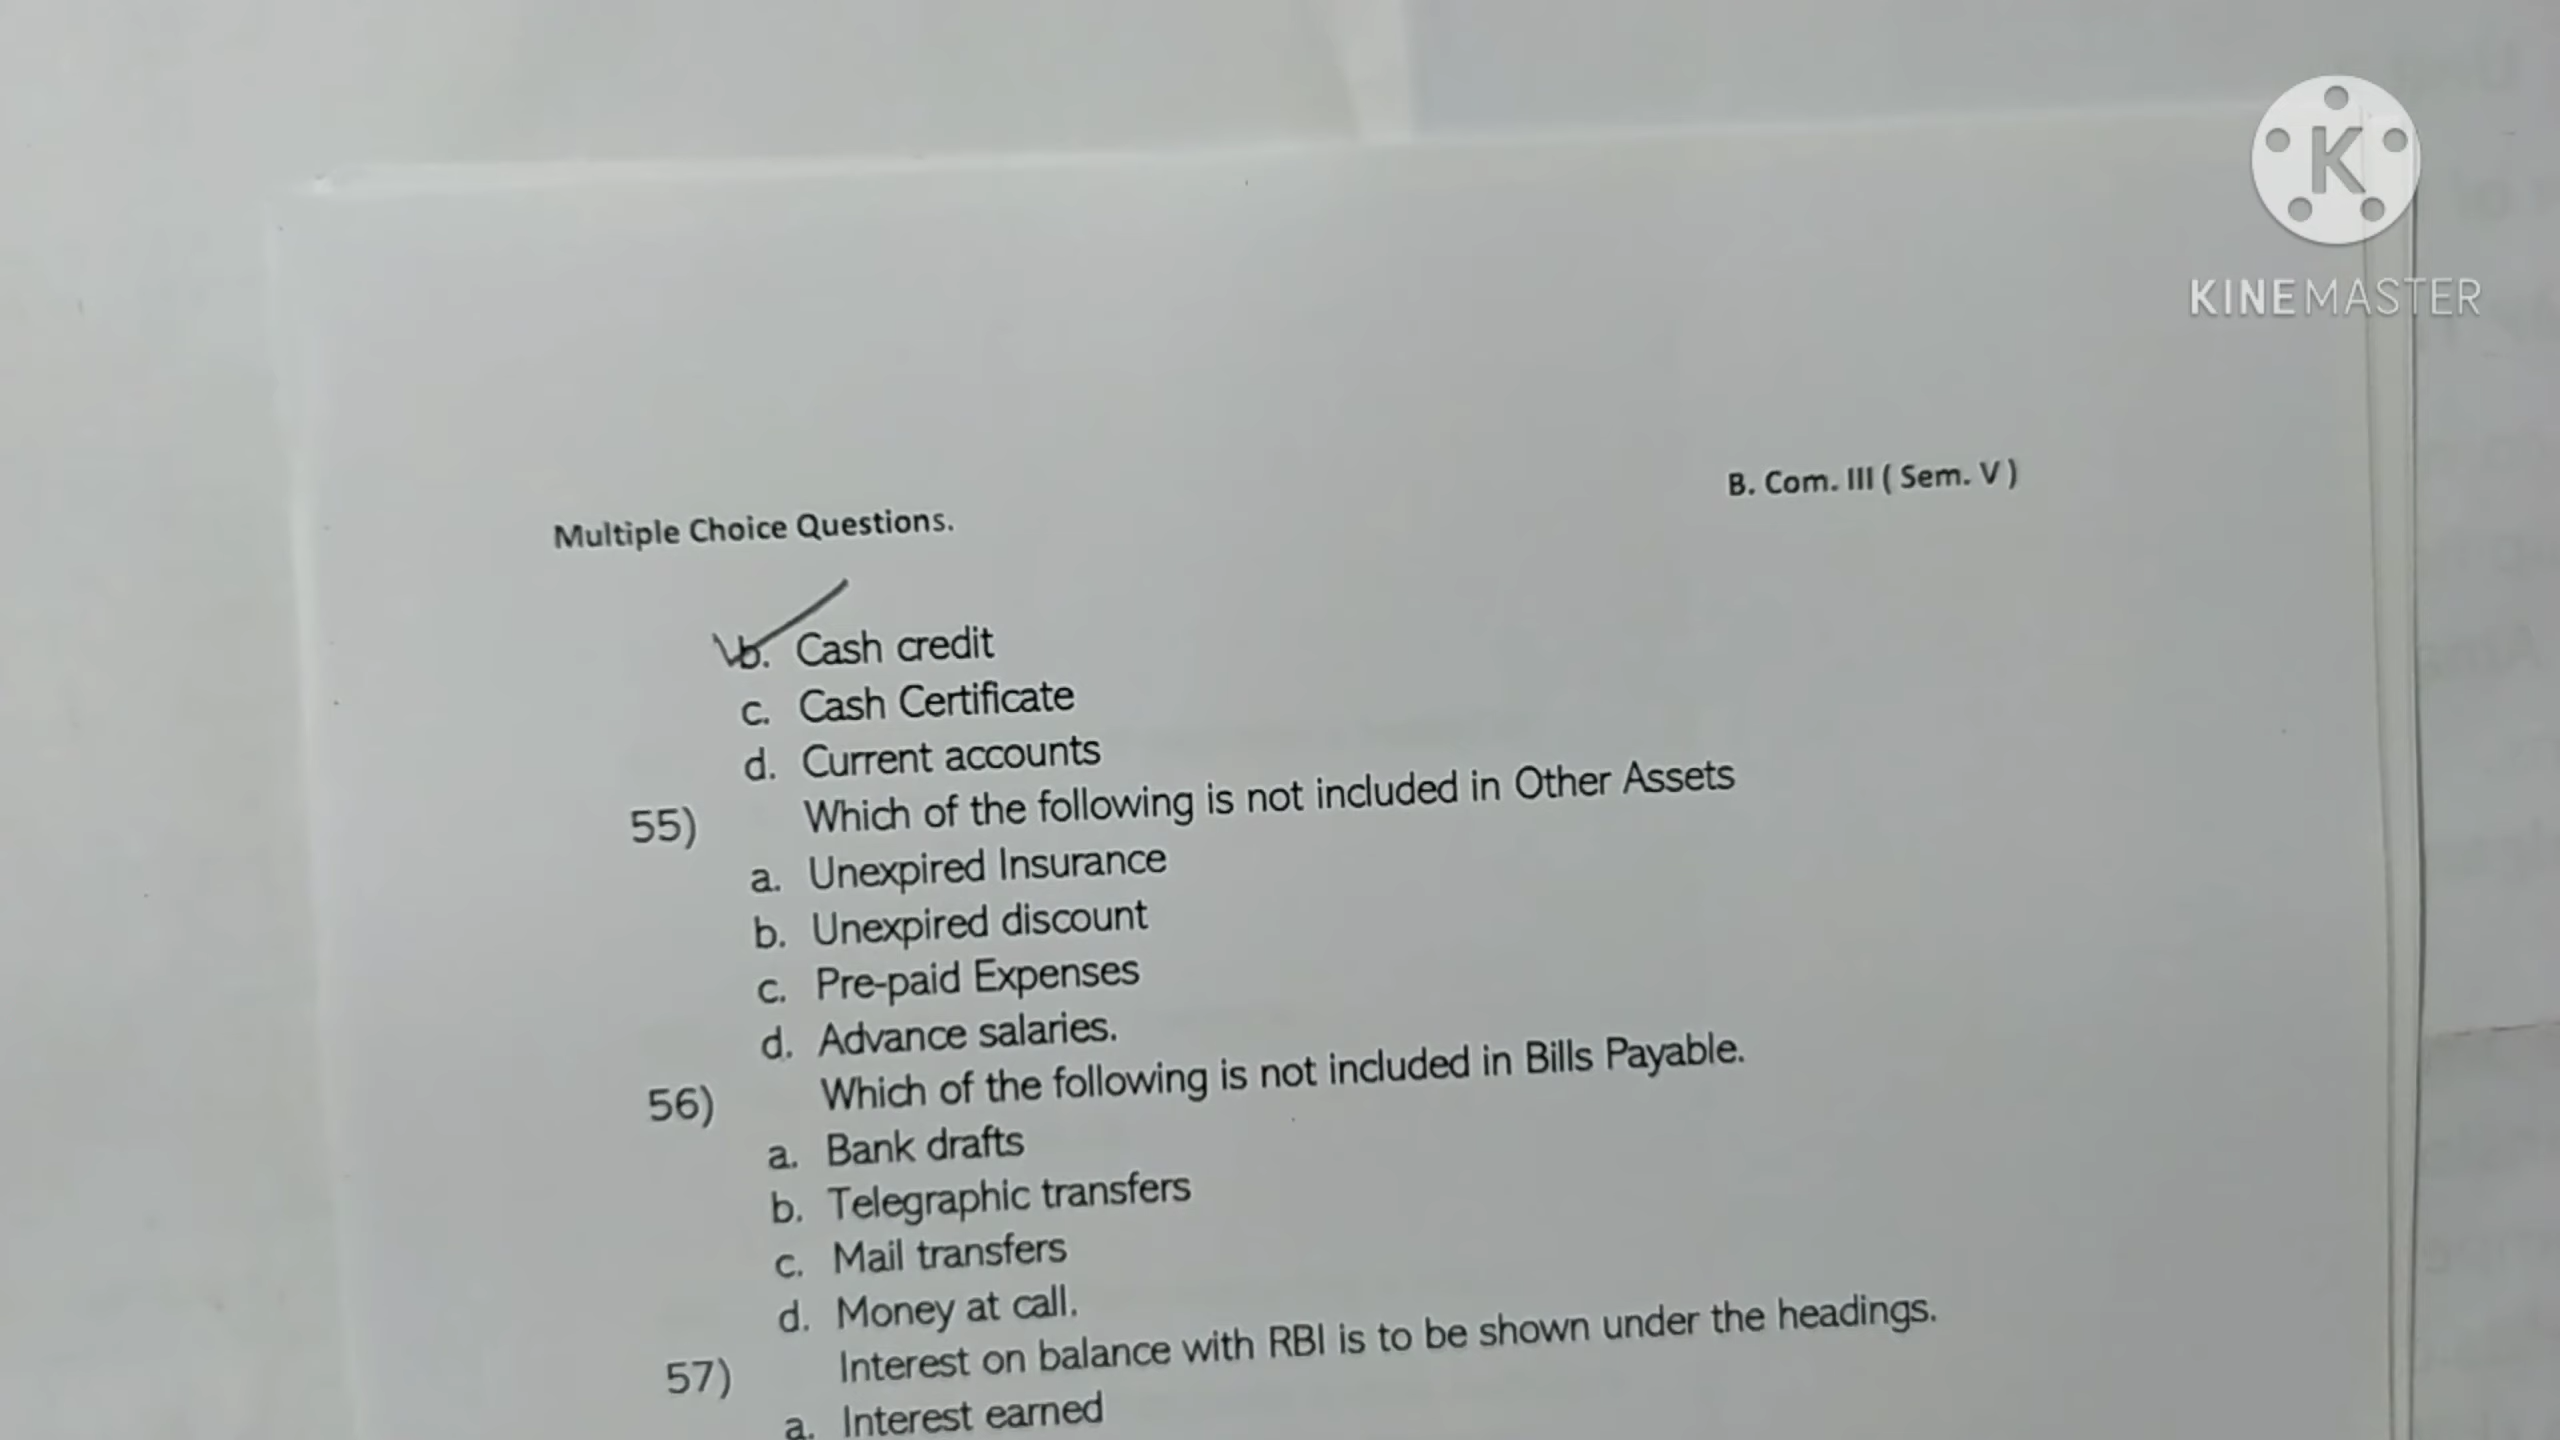 K
KINEMASTER
B. Com. III ( Sem. V )
Multiple Choice Questions.
b. Cash credit
c. Cash Certificate
d. Current accounts
55) Which of the following is not included in Other Assets
a. Unexpired Insurance
b. Unexpired discount
c. Pre-paid Expenses
d. Advance salaries.
56) Which of the following is not included in Bills Payable.
a. Bank drafts
b. Telegraphic transfers
c. Mail transfers
d. Money at call.
57) Interest on balance with RBI is to be shown under the headings.
a. Interest earned